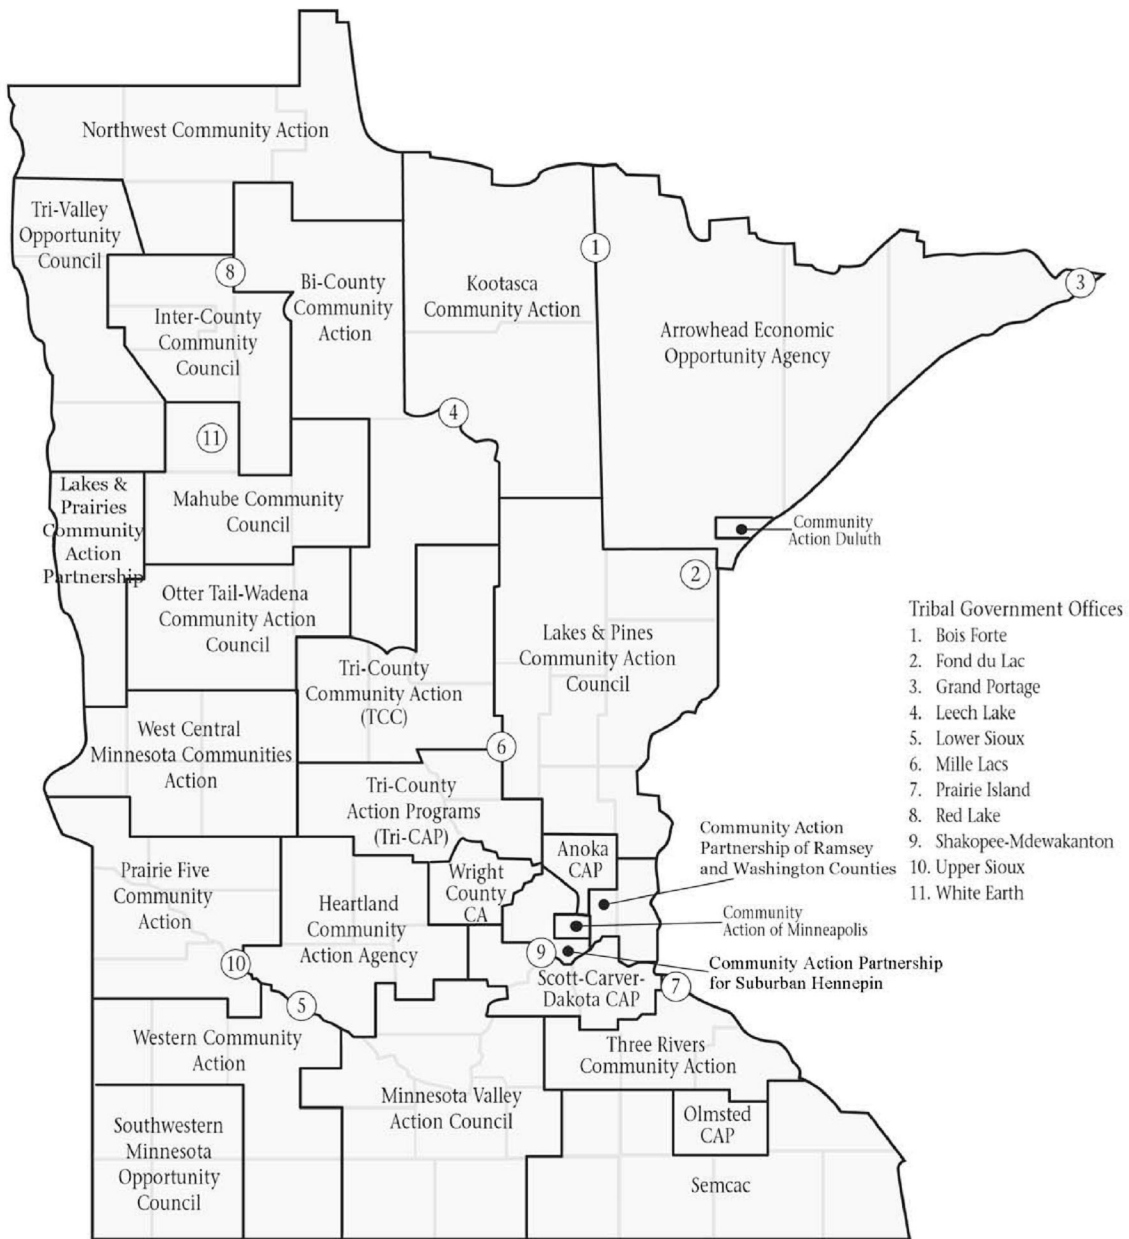 Northwest Community Action
Tri-Valley
Opportunity
Council
8
Bi-County
Community
Action
Kootasca
Community Action
1
3
Arrowhead Economic
Opportunity Agency
Inter-County
Community
Council
4
11
Lakes &
Prairies
Community
Action
Partnership
Mahube Community
Council
Community
Action Duluth
2
Otter Tail-Wadena
Community Action
Council
Lakes & Pines
Community Action
Council
Tri-County
Community Action
(TCC)
West Central
Minnesota Communities
Action
6
Tri-County
Action Programs
(Tri-CAP)
Tribal Government Offices
1. Bois Forte
2. Fond du Lac
3. Grand Portage
4. Leech Lake
5. Lower Sioux
6. Mille Lacs
7. Prairie Island
8. Red Lake
9. Shakopee-Mdewakanton
10. Upper Sioux
11. White Earth
Prairie Five
Community
Action
Heartland
Community
Action Agency
Wright
County
CA
Anoka
CAP
Community Action
Partnership of Ramsey
and Washington Counties
Community
Action of Minneapolis
Community Action Partnership
for Suburban Hennepin
9
10
5
7
Scott-Carver-
Dakota CAP
Western Community
Action
Three Rivers
Community Action
Minnesota Valley
Action Council
Olmsted
CAP
Southwestern
Minnesota
Opportunity
Council
Semcac